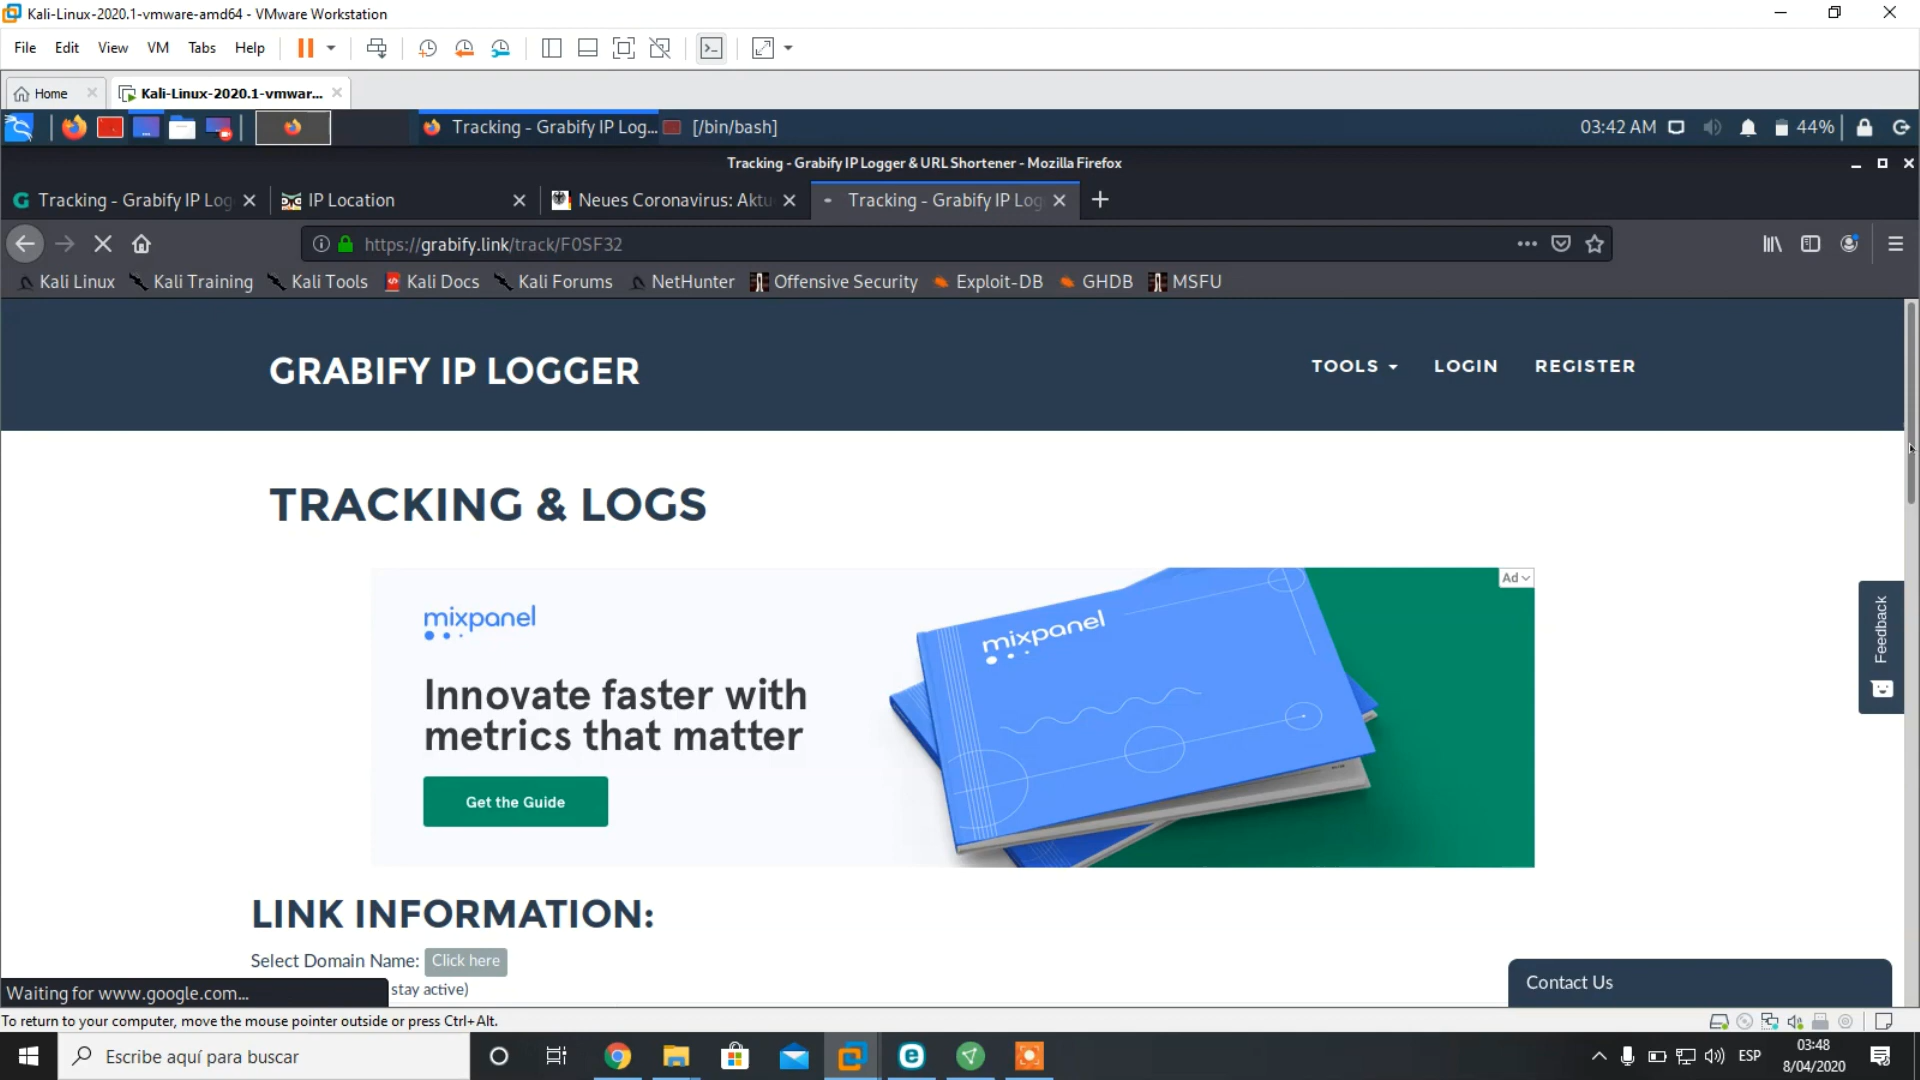 Kali-Linux-2020.1-vmware-amd64 - VMware Workstation
File Edit View VM Tabs Help
Home Kali-Linux-2020.1-vmwar...
Tracking - Grabify IP Log... [/bin/bash] 03:42 AM 44%
Tracking - Grabify IP Logger & URL Shortener - Mozilla Firefox
Tracking - Grabify IP Log IP Location Neues Coronavirus: Aktu Tracking - Grabify IP Log
https://grabify.link/track/F0SF32
Kali Linux Kali Training Kali Tools Kali Docs Kali Forums NetHunter Offensive Security Exploit-DB GHDB MSFU
GRABIFY IP LOGGER
TOOLS LOGIN REGISTER
TRACKING & LOGS
Ad
mixpanel
mixpanel
Innovate faster with
metrics that matter
Get the Guide
Feedback
LINK INFORMATION:
Select Domain Name: Click here
stay active)
Contact Us
Waiting for www.google.com...
To return to your computer, move the mouse pointer outside or press Ctrl+Alt.
Escribe aquí para buscar
ESP
03:48
8/04/2020